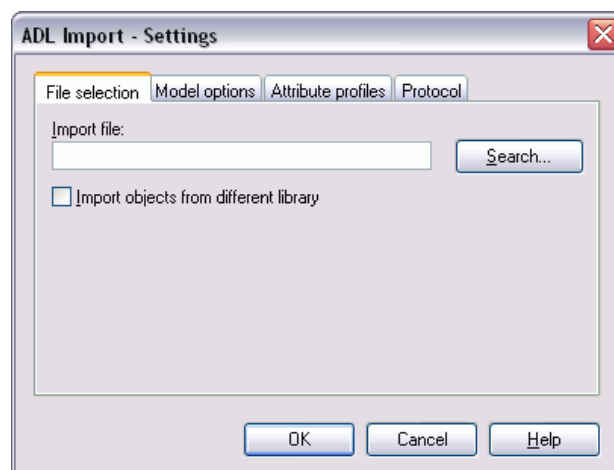 ADL Import - Settings
File selection Model options Attribute profiles Protocol
Import file:
Search...
Import objects from different library
OK Cancel Help